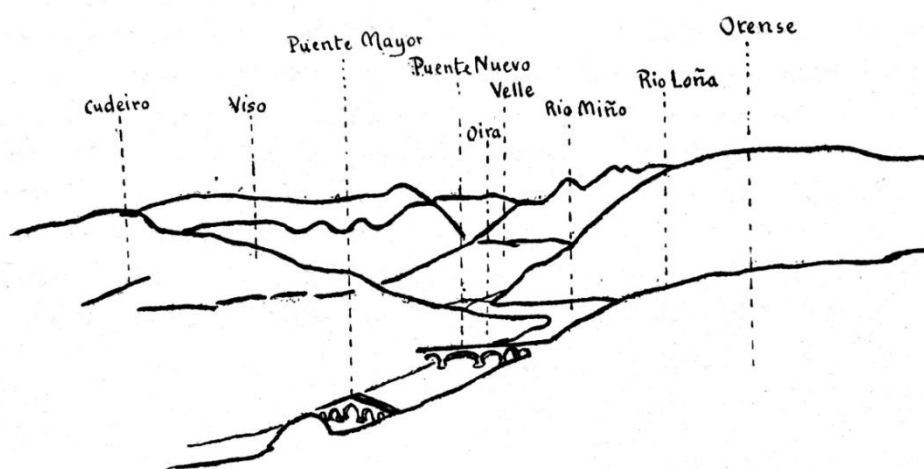 Cudeiro
Viso
Puente Mayor
Puente Nuevo
Velle
Oira
Rio Miño
Rio Loña
Orense